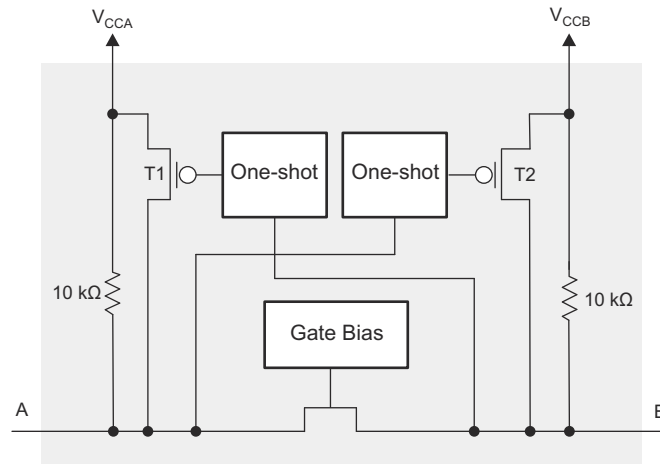 V_CCA
V_CCB
T1
One-shot
One-shot
T2
10 kΩ
10 kΩ
Gate Bias
A
B